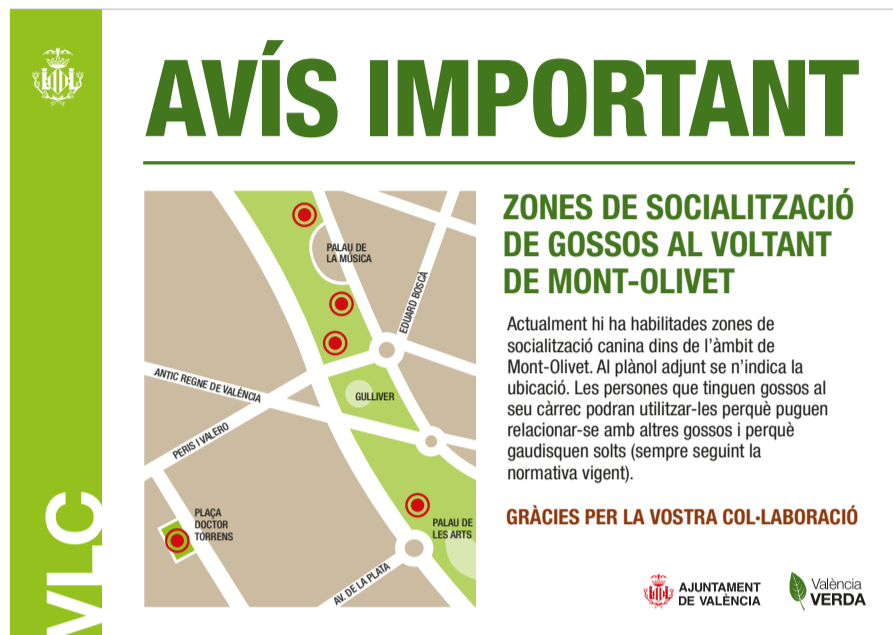 AVÍS IMPORTANT
PALAU DE
LA MÚSICA
EDUARD BOSCÀ
ANTIC REGNE DE VALÈNCIA
GULLIVER
PERIS I VALERO
PLAÇA
DOCTOR
TORRENS
PALAU DE
LES ARTS
AV. DE LA PLATA
ZONES DE SOCIALITZACIÓ
DE GOSSOS AL VOLTANT
DE MONT-OLIVET
Actualment hi ha habilitades zones de
socialització canina dins de l’àmbit de
Mont-Olivet. Al plànol adjunt se n’indica la
ubicació. Les persones que tinguen gossos al
seu càrrec podran utilitzar-les perquè puguen
relacionar-se amb altres gossos i perquè
gaudisquen solts (sempre seguint la
normativa vigent).
GRÀCIES PER LA VOSTRA COL•LABORACIÓ
AJUNTAMENT
DE VALÈNCIA
València
VERDA
VLC